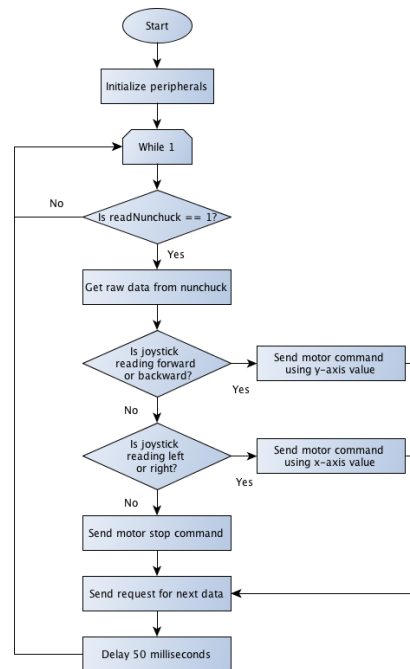 Start
Initialize peripherals
While 1
No
Is readNunchuck == 1?
Yes
Get raw data from nunchuck
Is joystick
reading forward
or backward?
Yes
Send motor command
using y-axis value
No
Is joystick
reading left
or right?
Yes
Send motor command
using x-axis value
No
Send motor stop command
Send request for next data
Delay 50 milliseconds